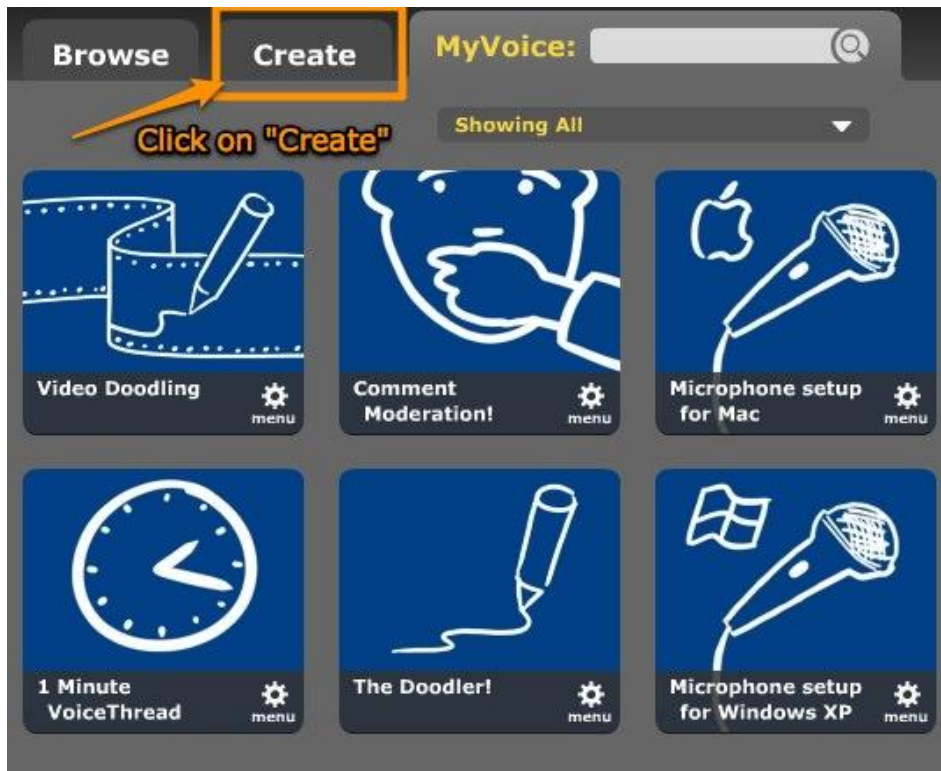 Browse
Create
MyVoice:
Click on "Create"
Showing All
Video Doodling
menu
Comment
Moderation!
menu
Microphone setup
for Mac
menu
1 Minute
VoiceThread
menu
The Doodler!
menu
Microphone setup
for Windows XP
menu